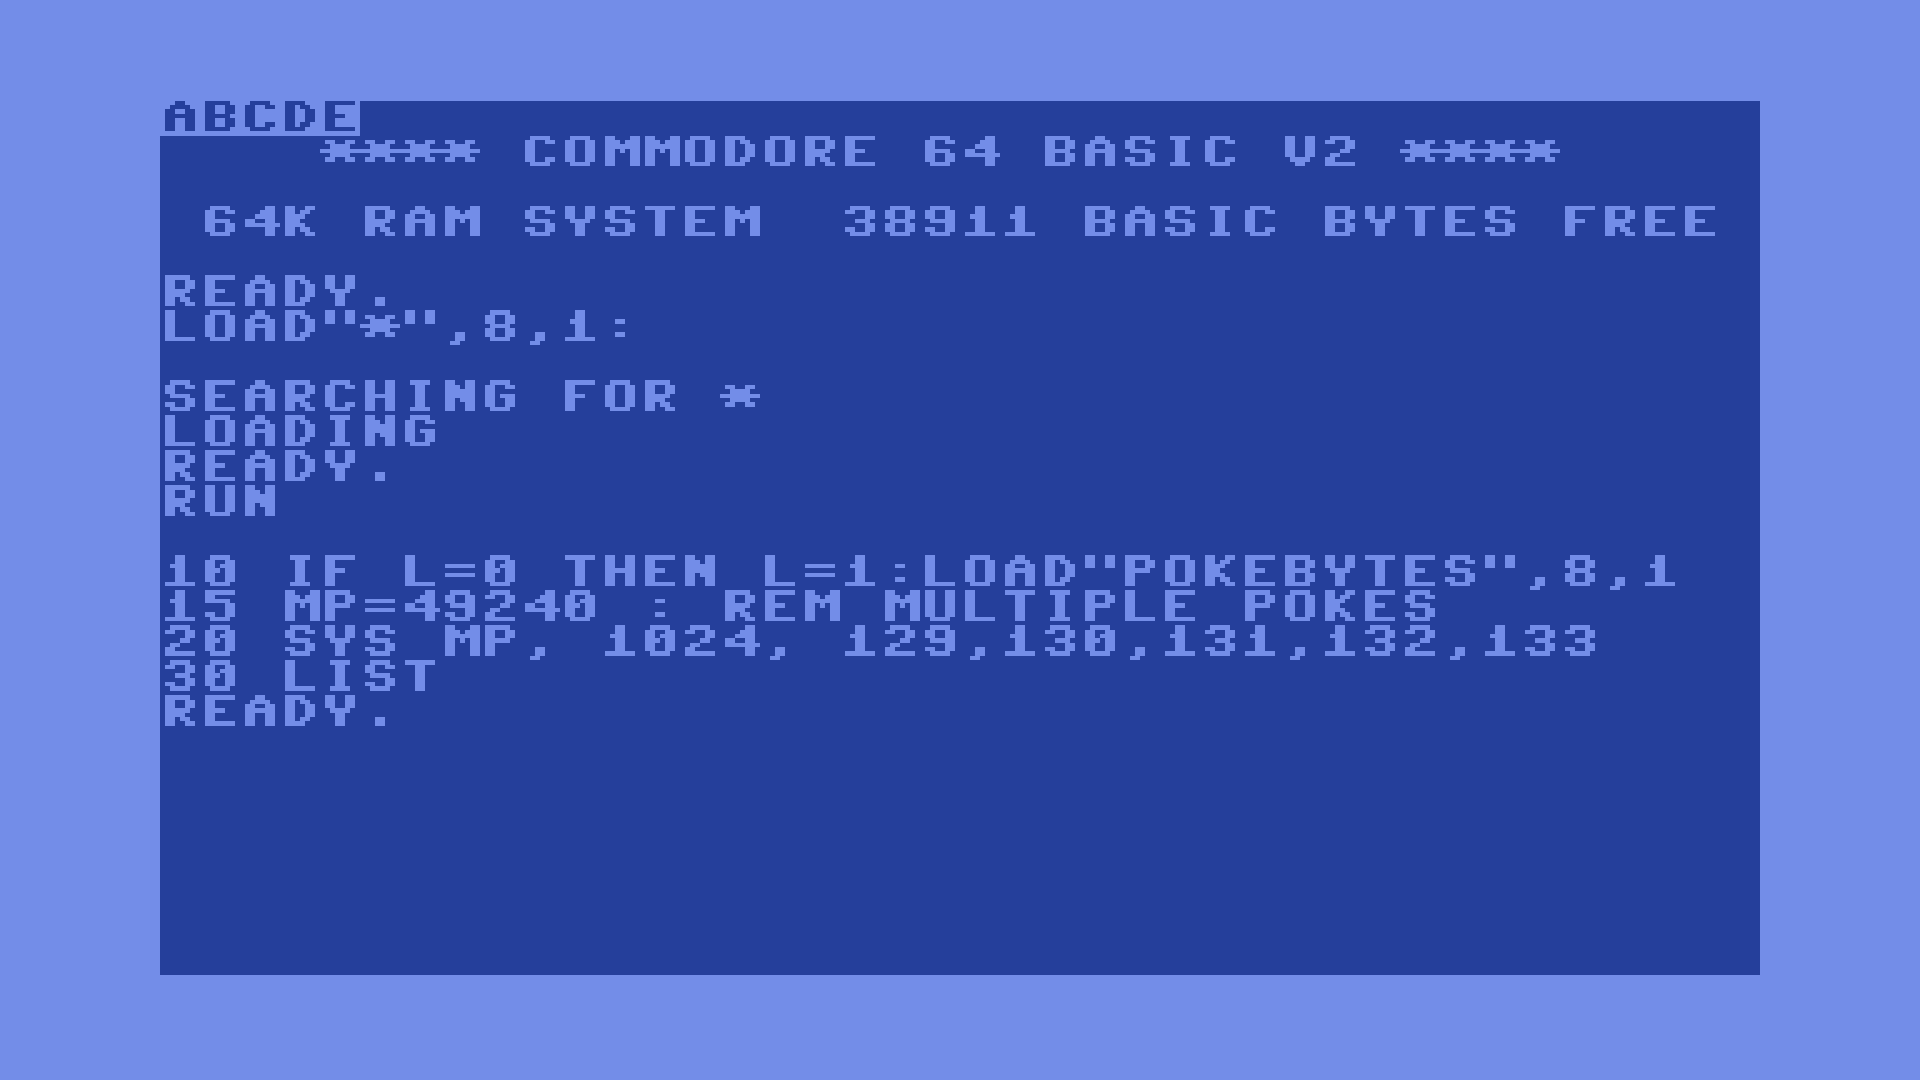 ABCDE
**** COMMODORE 64 BASIC V2 ****
64K RAM SYSTEM  38911 BASIC BYTES FREE
READY.
LOAD"*",8,1:
SEARCHING FOR *
LOADING
READY.
RUN
10 IF L=0 THEN L=1:LOAD"POKEBYTES",8,1
15 MP=49240 : REM MULTIPLE POKES
20 SYS MP, 1024, 129,130,131,132,133
30 LIST
READY.